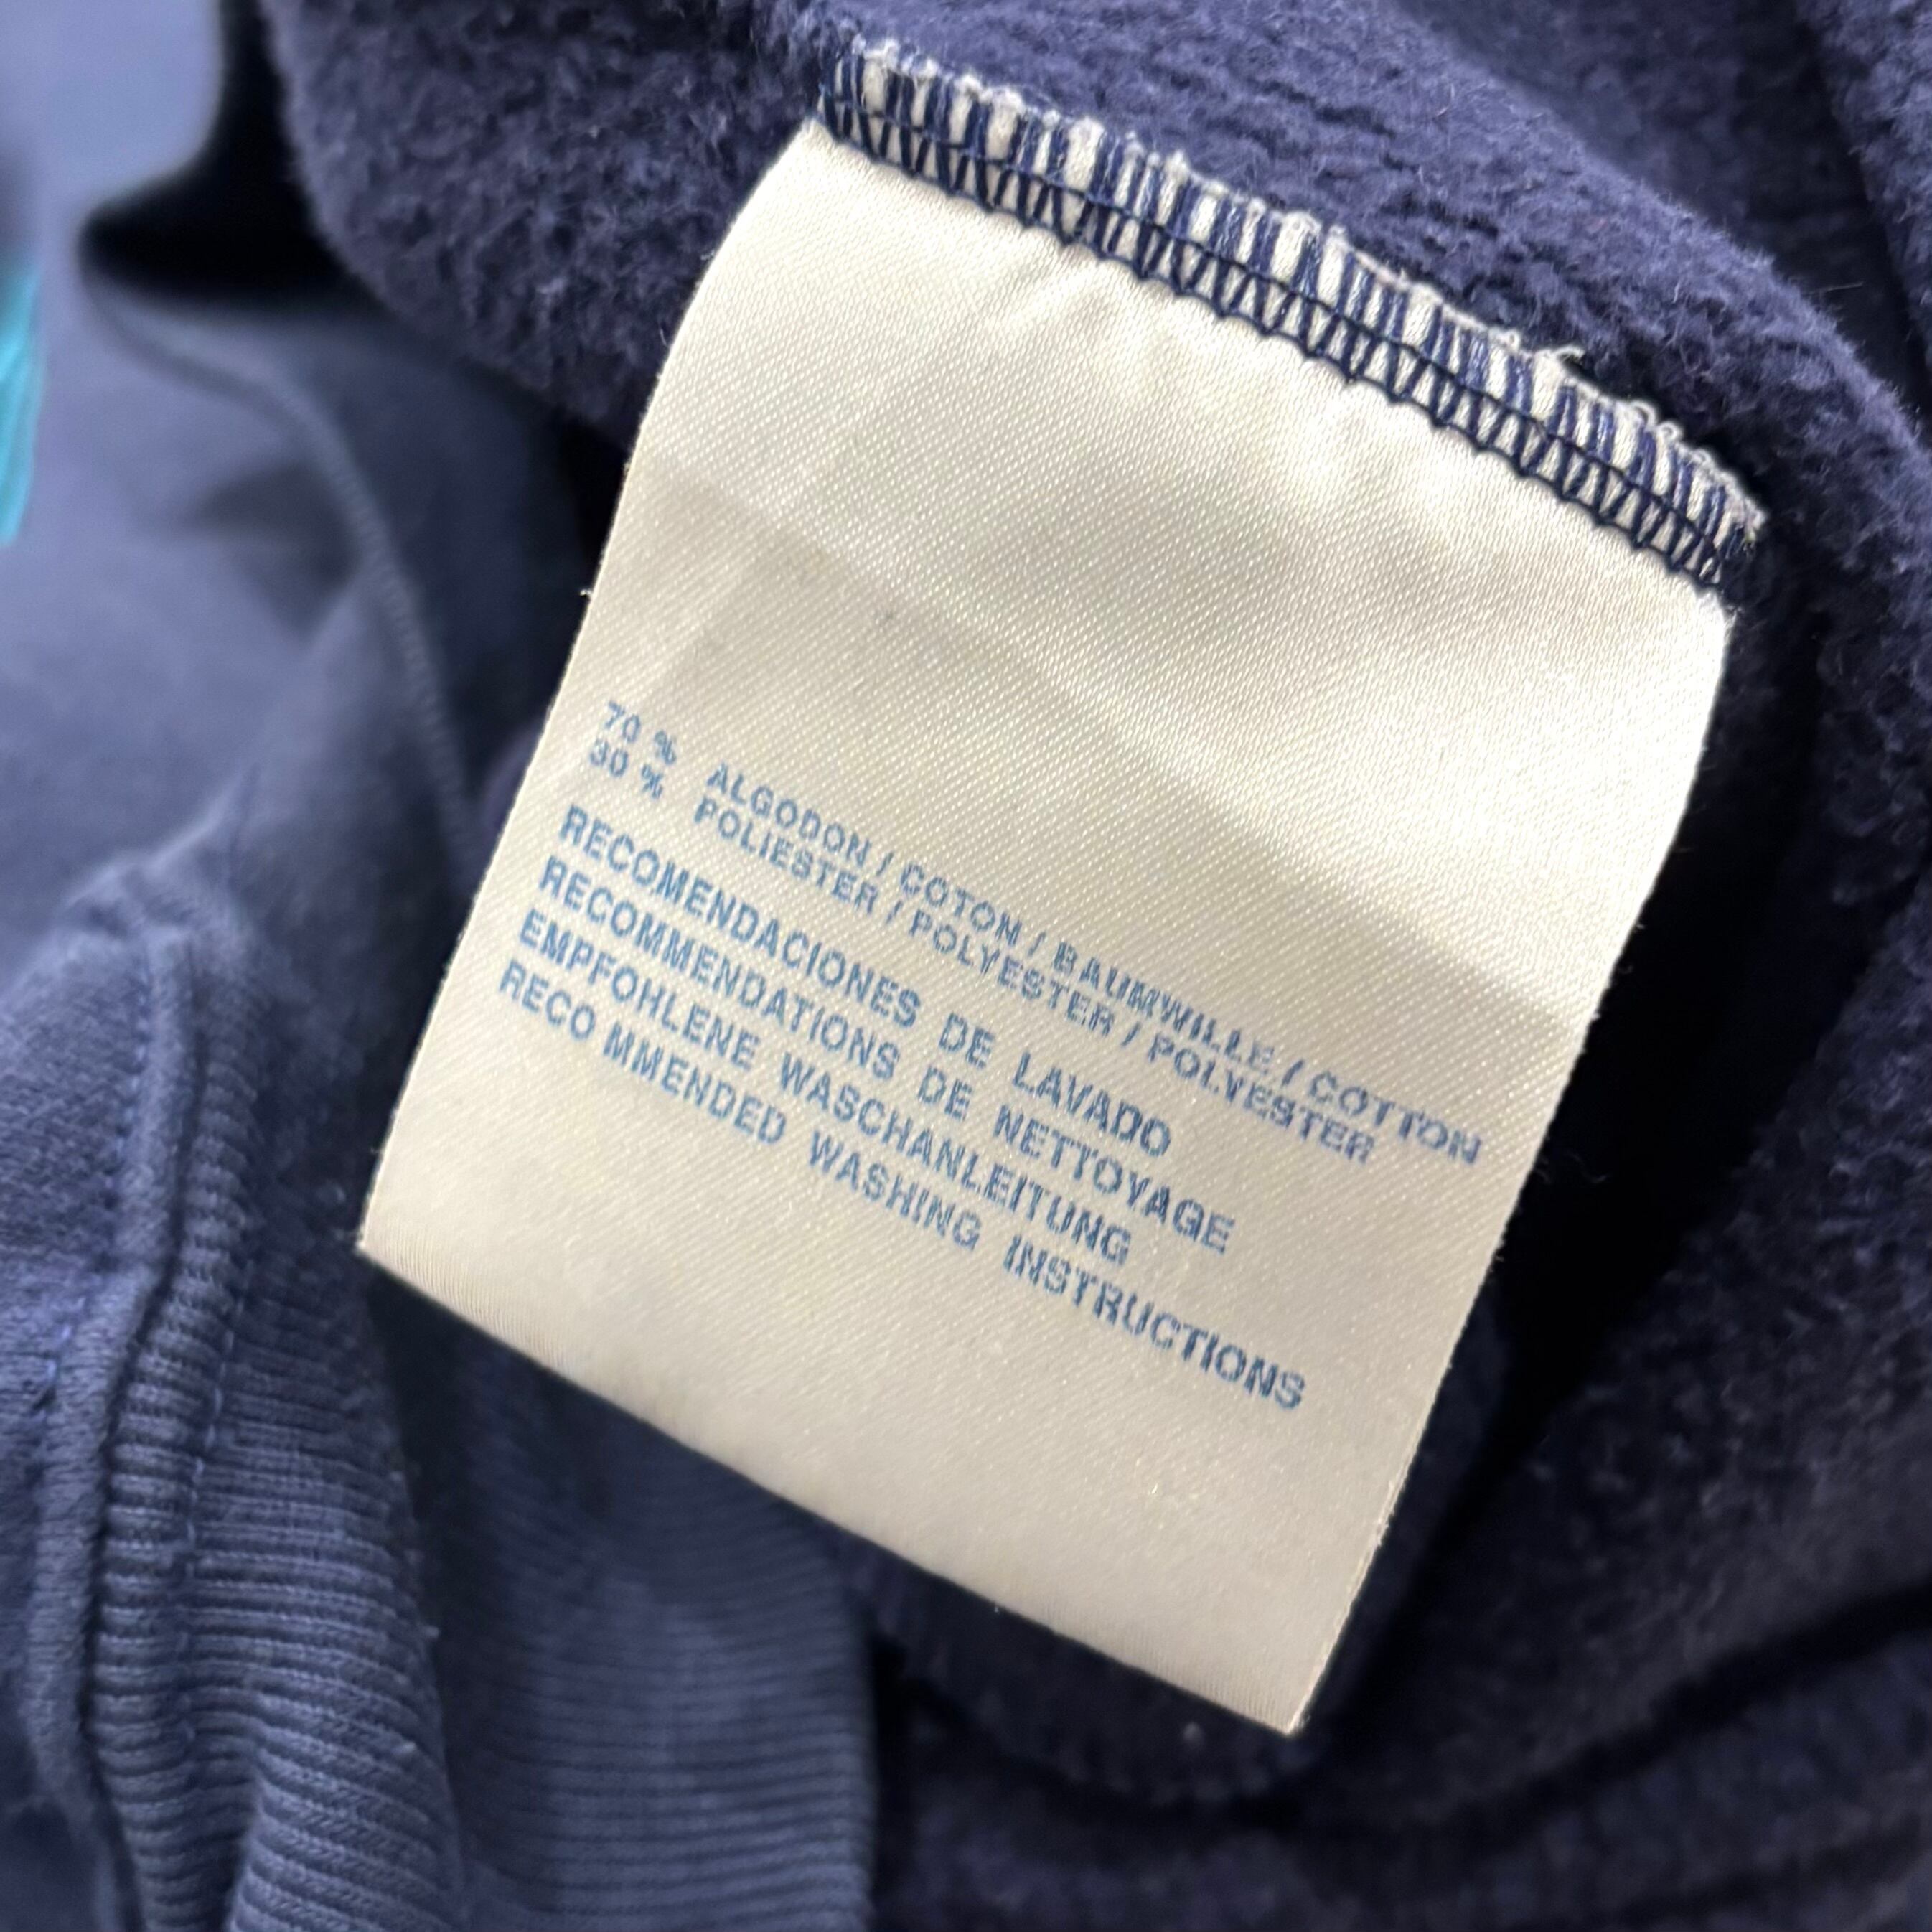 70 % ALGODON / COTON / BAUMWILLE / COTTON
30 % POLIESTER / POLYESTER / POLYESTER
RECOMENDACIONES DE LAVADO
RECOMMENDATIONS DE NETTOYAGE
EMPFOHLENE WASCHANLEITUNG
RECO MMENDED WASHING INSTRUCTIONS